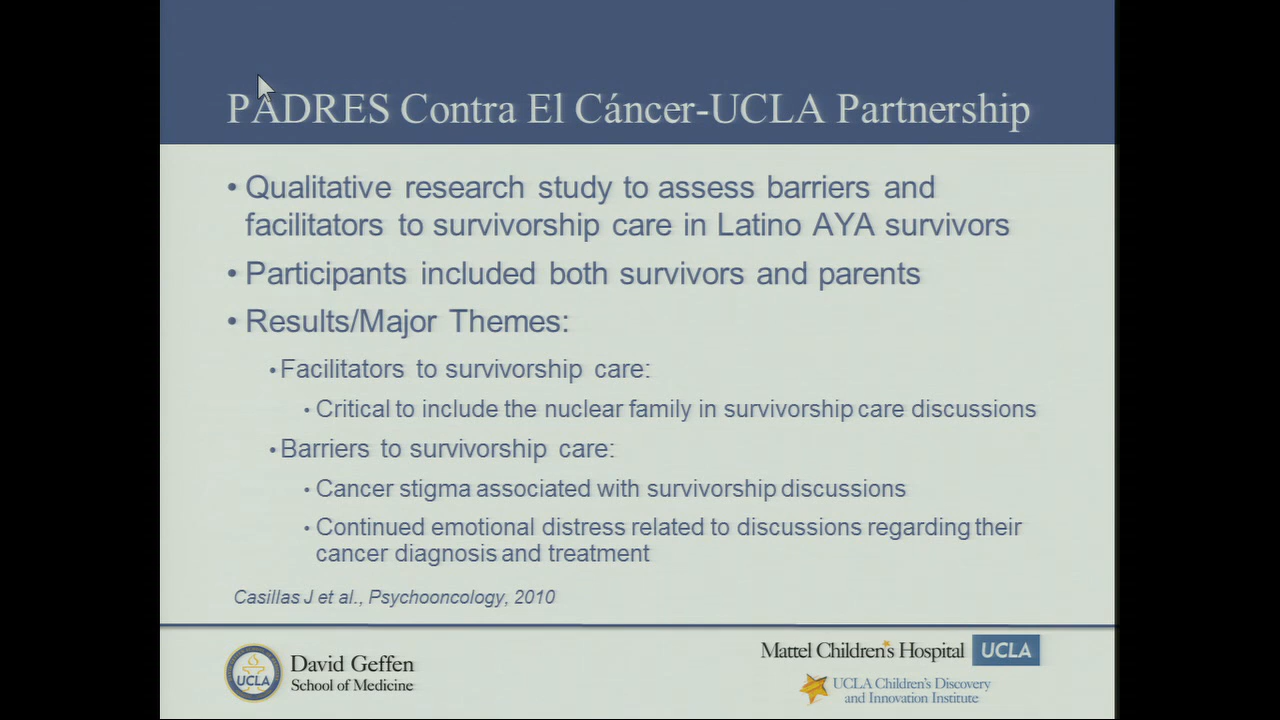 PADRES Contra El Cáncer-UCLA Partnership
• Qualitative research study to assess barriers and
facilitators to survivorship care in Latino AYA survivors
• Participants included both survivors and parents
• Results/Major Themes:
• Facilitators to survivorship care:
• Critical to include the nuclear family in survivorship care discussions
• Barriers to survivorship care:
• Cancer stigma associated with survivorship discussions
• Continued emotional distress related to discussions regarding their
cancer diagnosis and treatment
Casillas J et al., Psychooncology, 2010
UCLA
David Geffen
School of Medicine
Mattel Children's Hospital UCLA
UCLA Children's Discovery
and Innovation Institute